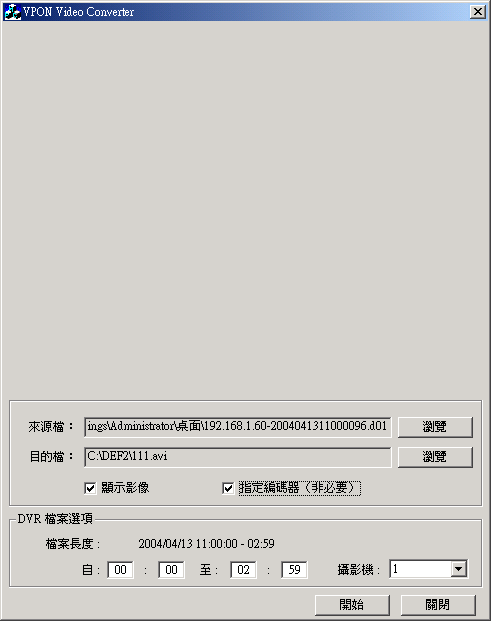 VPON Video Converter
來源檔： ings\Administrator\桌面\192.168.1.60-2004041311000096.d01 瀏覽
目的檔： C:\DEF2\111.avi 瀏覽
顯示影像 指定編碼器（非必要）
DVR 檔案選項
檔案長度： 2004/04/13 11:00:00 - 02:59
自： 00 : 00 至： 02 : 59 攝影機： 1
開始 關閉